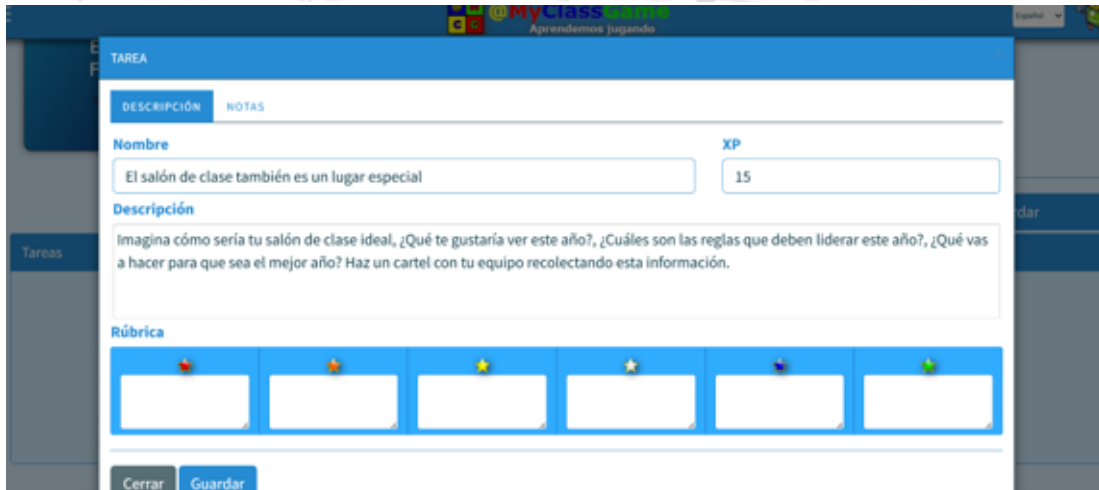 @MyClassGame
Aprendemos jugando
Español
TAREA
DESCRIPCIÓN NOTAS
Nombre XP
El salón de clase también es un lugar especial 15
Descripción
Imagina cómo sería tu salón de clase ideal, ¿Qué te gustaría ver este año?, ¿Cuáles son las reglas que deben liderar este año?, ¿Qué vas
a hacer para que sea el mejor año? Haz un cartel con tu equipo recolectando esta información.
Tareas
Rúbrica
Cerrar Guardar